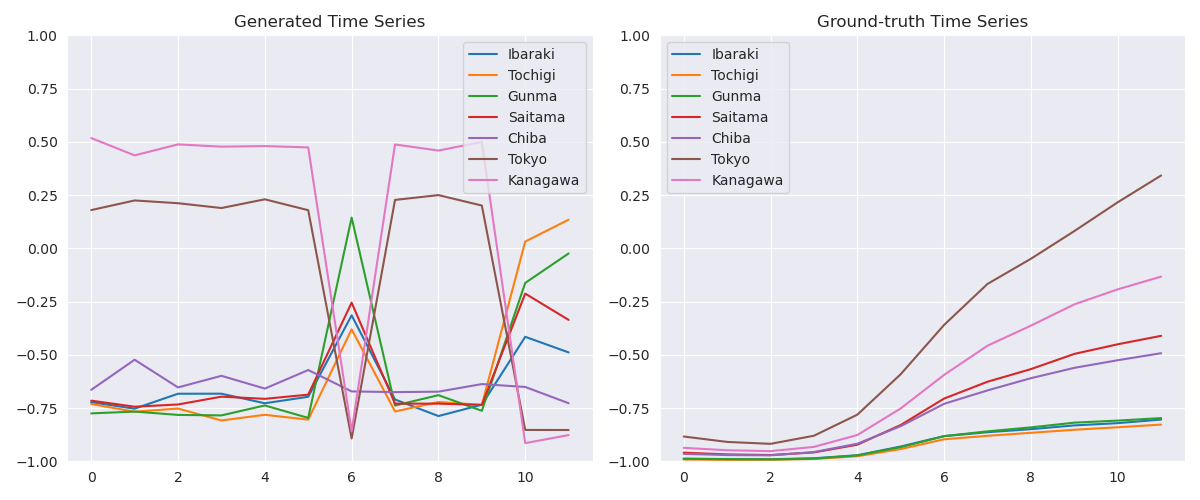 Generated Time Series
1.00
0.75
0.50
0.25
0.00
−0.25
−0.50
−0.75
−1.00
0 2 4 6 8 10
Ibaraki
Tochigi
Gunma
Saitama
Chiba
Tokyo
Kanagawa
Ground-truth Time Series
1.00
0.75
0.50
0.25
0.00
−0.25
−0.50
−0.75
−1.00
0 2 4 6 8 10
Ibaraki
Tochigi
Gunma
Saitama
Chiba
Tokyo
Kanagawa